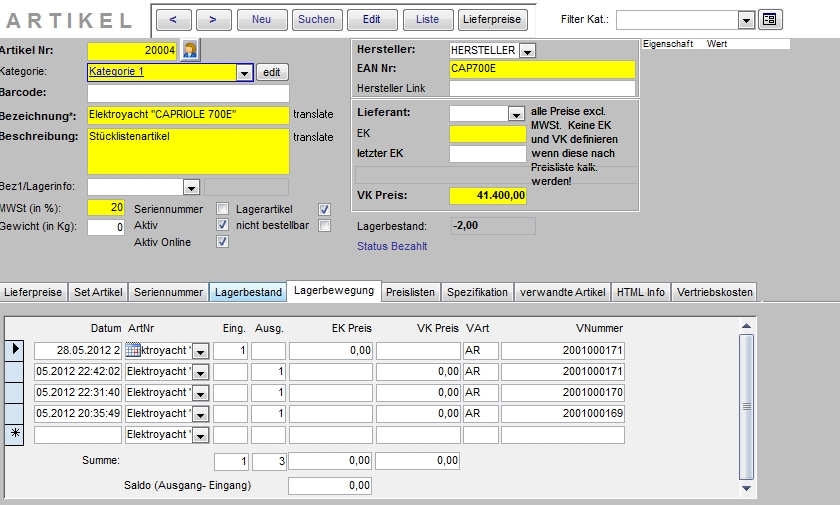 ARTIKEL < > Neu Suchen Edit Liste Lieferpreise Filter Kat.:
Artikel Nr: 20004
Kategorie: Kategorie 1 edit
Barcode:
Bezeichnung*: Elektroyacht "CAPRIOLE 700E" translate
Beschreibung: Stücklistenartikel translate
Bez1/Lagerinfo:
MWSt (in %): 20 Seriennummer Lagerartikel
Gewicht (in Kg): 0 Aktiv nicht bestellbar
Aktiv Online
Hersteller: HERSTELLER
EAN Nr: CAP700E
Hersteller Link
Lieferant:
EK
letzter EK
alle Preise excl.
MWSt. Keine EK
und VK definieren
wenn diese nach
Preisliste kalk.
werden!
VK Preis: 41.400,00
Lagerbestand: -2,00
Status Bezahlt
Eigenschaft Wert
Lieferpreise Set Artikel Seriennummer Lagerbestand Lagerbewegung Preislisten Spezifikation verwandte Artikel HTML Info Vertriebskosten
Datum ArtNr Eing. Ausg. EK Preis VK Preis VArt VNummer
28.05.2012 2 ktroyacht ' 1 0,00 AR 2001000171
05.2012 22:42:02 Elektroyacht ' 1 0,00 AR 2001000171
05.2012 22:31:40 Elektroyacht ' 1 0,00 AR 2001000170
05.2012 20:35:49 Elektroyacht ' 1 0,00 AR 2001000169
* Elektroyacht '
Summe: 1 3 0,00 0,00
Saldo (Ausgang- Eingang) 0,00